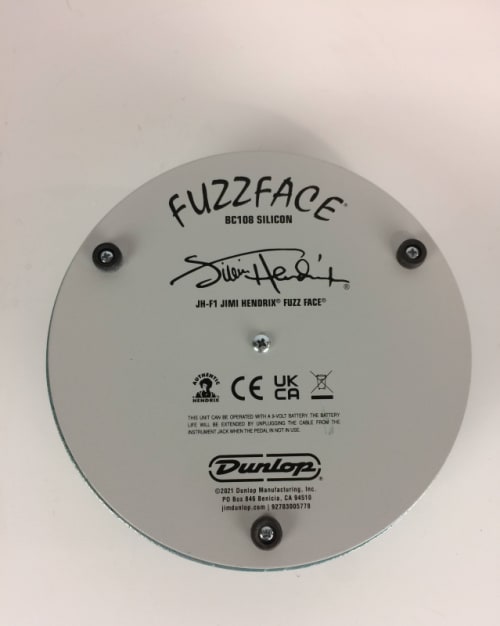 FUZZFACE®
BC108 SILICON
Jimi Hendrix®
JH-F1 JIMI HENDRIX® FUZZ FACE®
AUTHENTIC
HENDRIX
CE UK
CA
THIS UNIT CAN BE OPERATED WITH A 9-VOLT BATTERY. THE BATTERY
LIFE WILL BE EXTENDED BY UNPLUGGING THE CABLE FROM THE
INSTRUMENT JACK WHEN THE PEDAL IN NOT IN USE.
Dunlop®
©2021 Dunlop Manufacturing, Inc.
PO Box 846 Benicia, CA 94510
jimdunlop.com | 92703005778